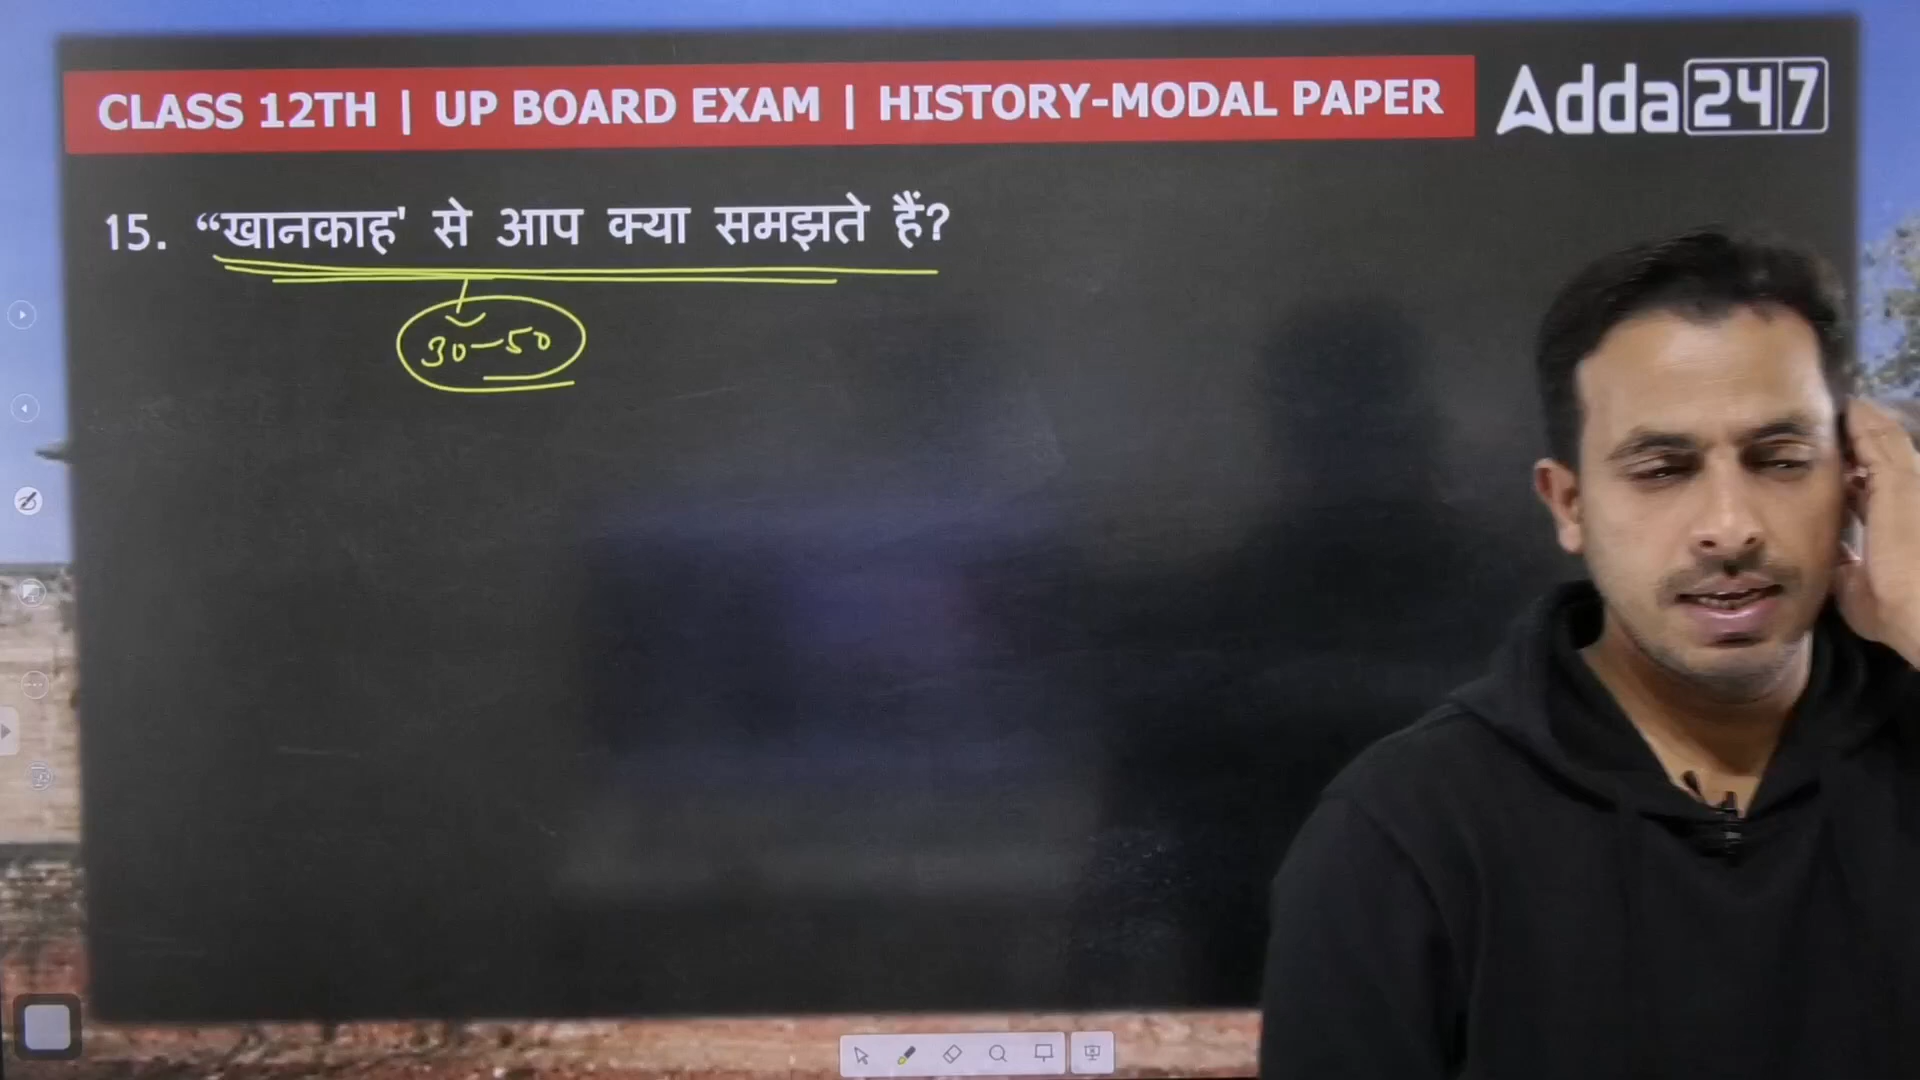 CLASS 12TH | UP BOARD EXAM | HISTORY-MODAL PAPER
Adda247
15. “खानकाह' से आप क्या समझते हैं?
30-50